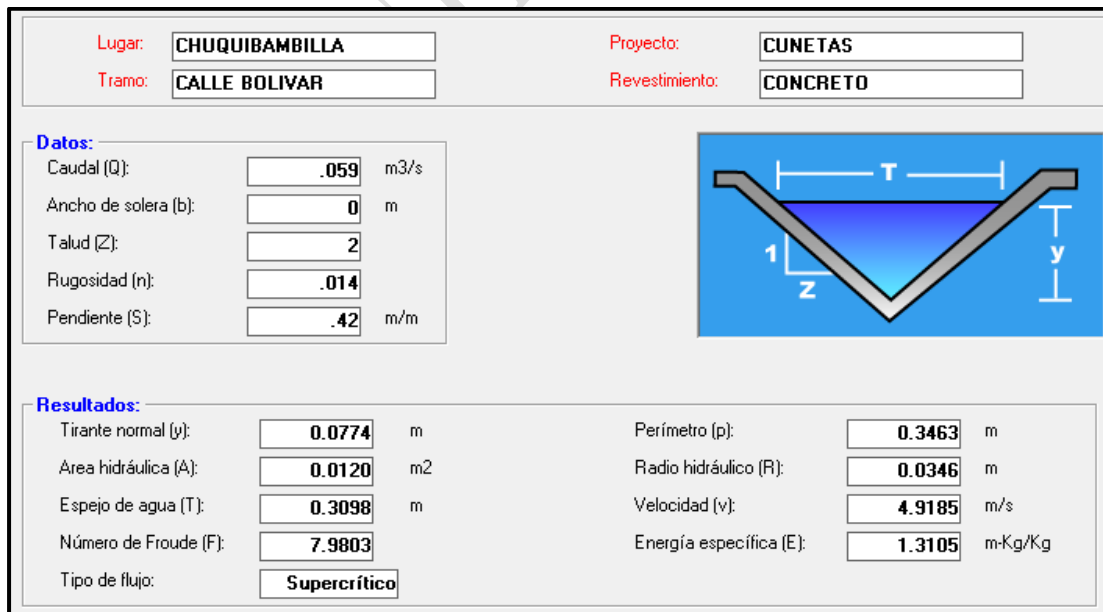 Lugar: CHUQUIBAMBILLA Proyecto: CUNETAS
Tramo: CALLE BOLIVAR Revestimiento: CONCRETO
Datos:
Caudal (Q): .059 m3/s
Ancho de solera (b): 0 m
Talud (Z): 2
Rugosidad (n): .014
Pendiente (S): .42 m/m
T
1
Z
y
Resultados:
Tirante normal (y): 0.0774 m Perímetro (p): 0.3463 m
Area hidráulica (A): 0.0120 m2 Radio hidráulico (R): 0.0346 m
Espejo de agua (T): 0.3098 m Velocidad (v): 4.9185 m/s
Número de Froude (F): 7.9803 Energía específica (E): 1.3105 m-Kg/Kg
Tipo de flujo: Supercrítico